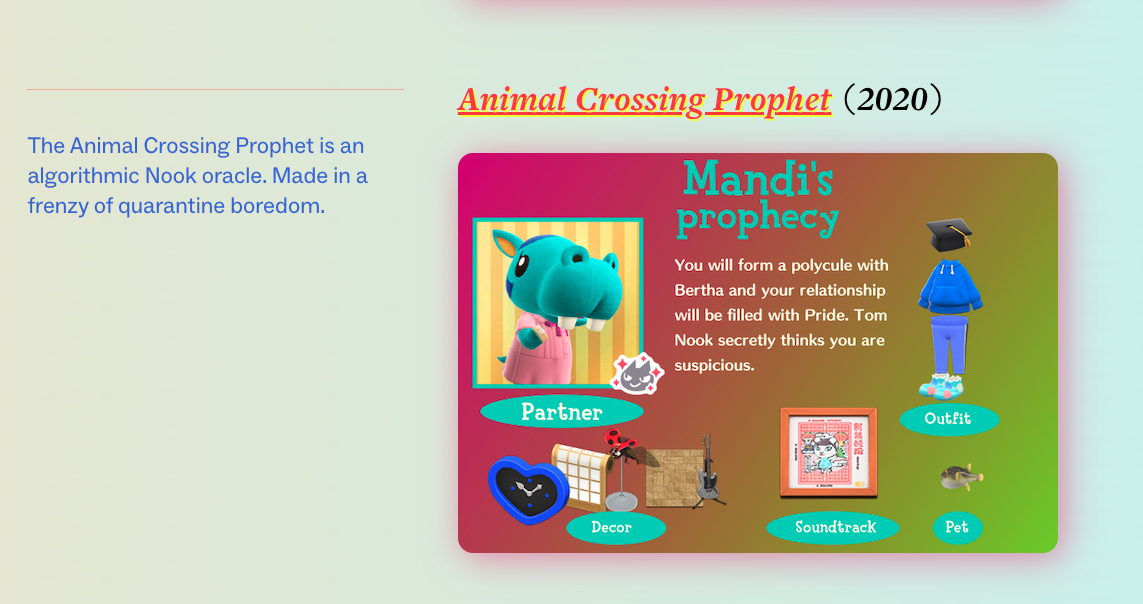 Animal Crossing Prophet (2020)
The Animal Crossing Prophet is an
algorithmic Nook oracle. Made in a
frenzy of quarantine boredom.
Mandi's
prophecy
You will form a polycule with
Bertha and your relationship
will be filled with Pride. Tom
Nook secretly thinks you are
suspicious.
Partner
Outfit
Decor
Soundtrack
Pet